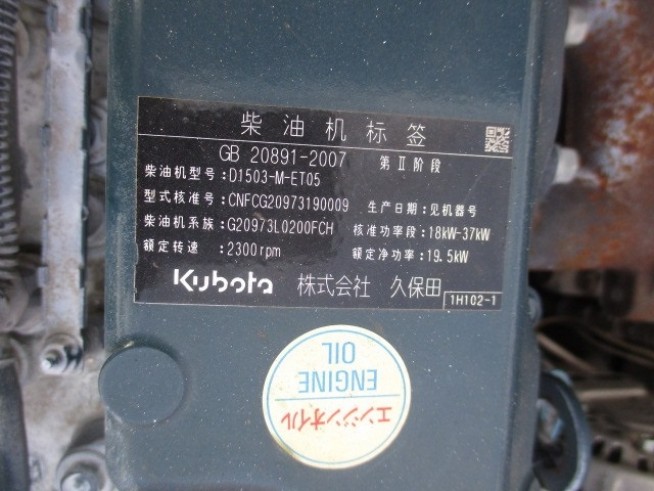 柴油机标签
GB 20891-2007 第Ⅱ阶段
柴油机型号:D1503-M-ET05
型式核准号:CNFCG20973190009 生产日期:见机器号
柴油机系族:G20973L0200FCH 核准功率段:18kW-37kW
额定转速:2300rpm 额定净功率:19.5kW
Kubota 株式会社 久保田 1H102-1
エンジンオイル
ENGINE
OIL